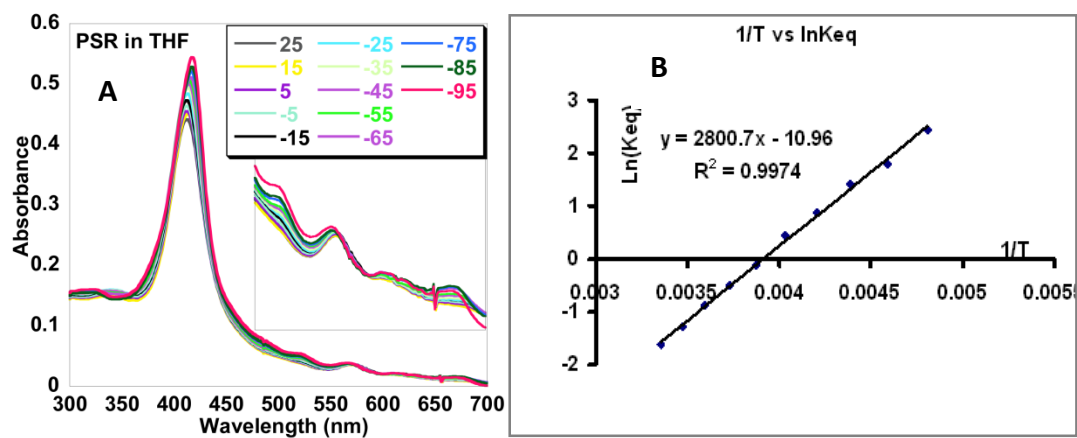 PSR in THF
A
25
15
5
-5
-15
-25
-35
-45
-55
-65
-75
-85
-95
Absorbance
0.6
0.5
0.4
0.3
0.2
0.1
0
300 350 400 450 500 550 600 650 700
Wavelength (nm)
1/T vs lnKeq
B
Ln(Keq)
y = 2800.7x - 10.96
R² = 0.9974
3
2
1
0
-1
-2
1/T
0.003 0.0035 0.004 0.0045 0.005 0.0055